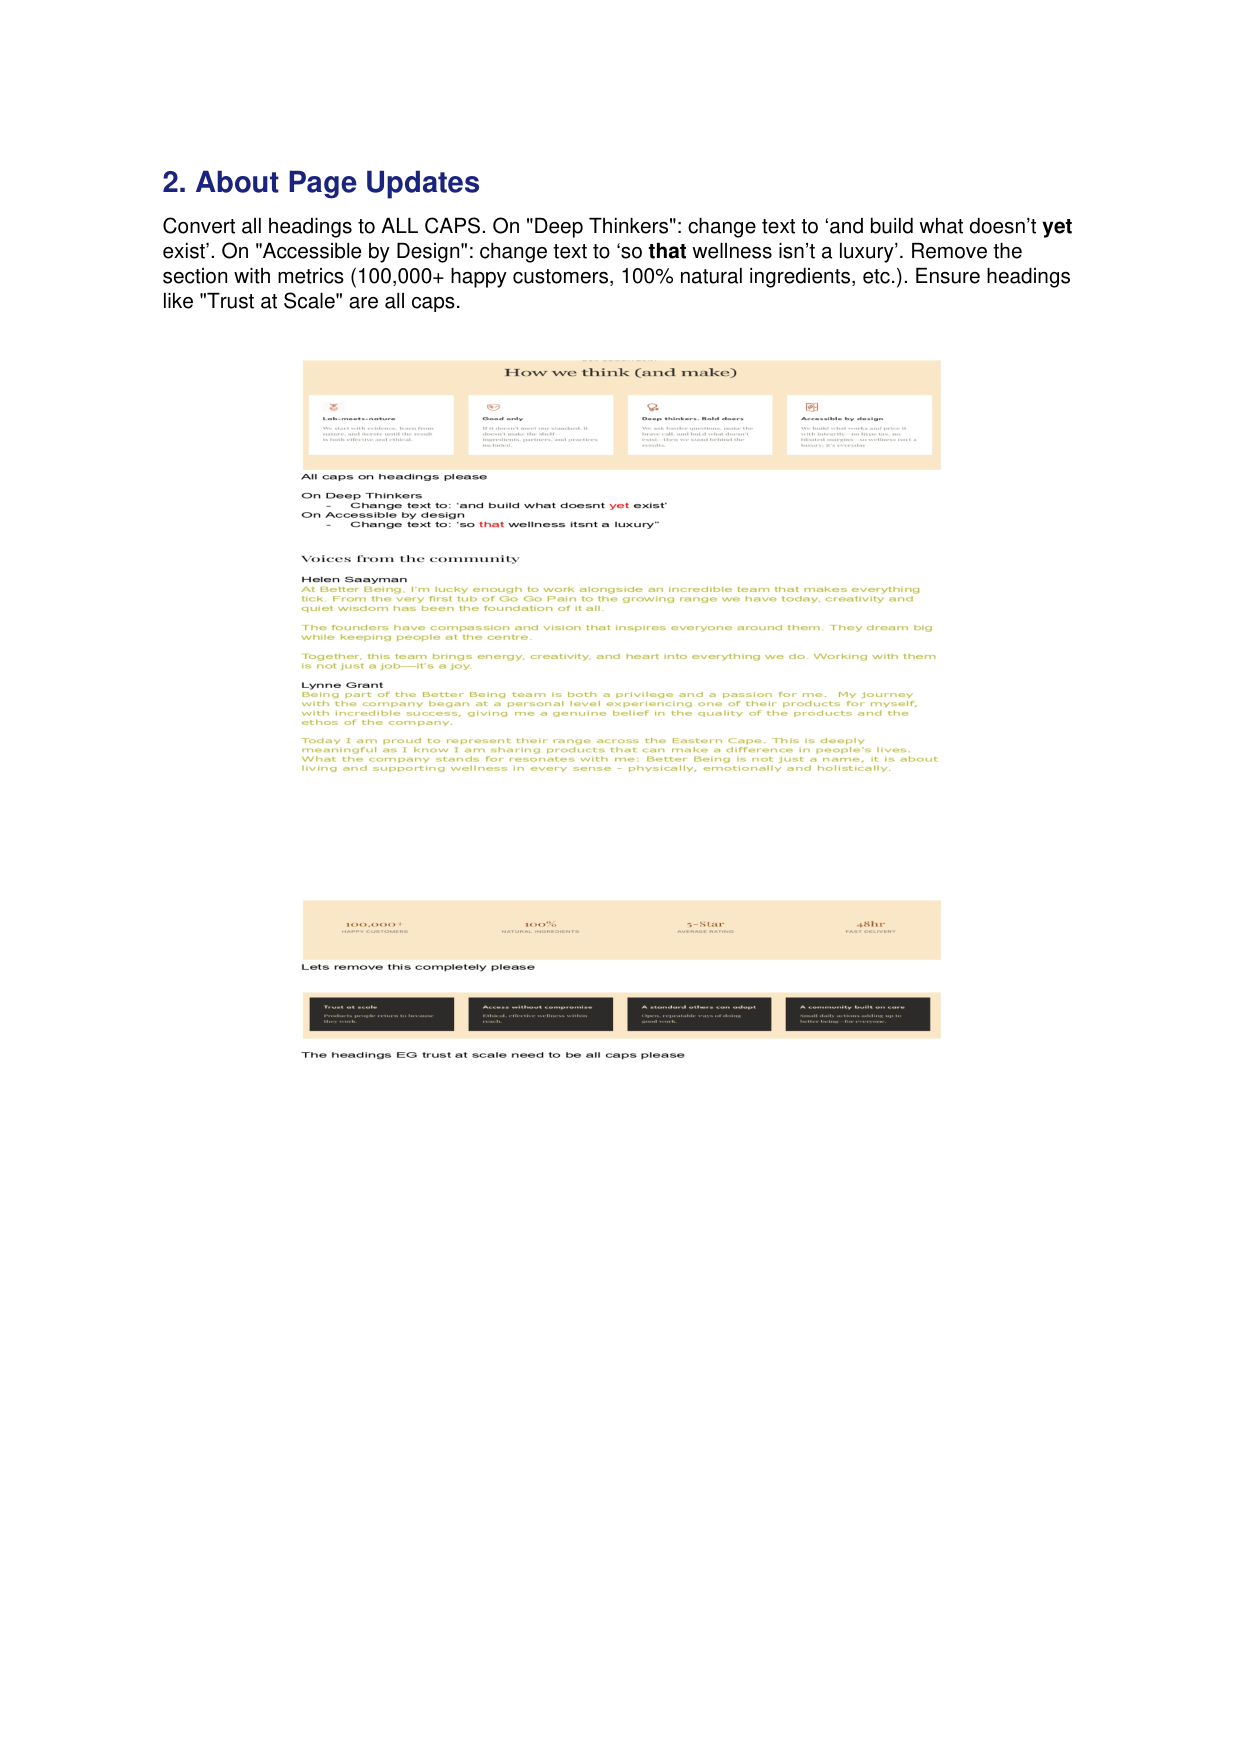 2. About Page Updates
Convert all headings to ALL CAPS. On "Deep Thinkers": change text to ‘and build what doesn’t yet
exist’. On "Accessible by Design": change text to ‘so that wellness isn’t a luxury’. Remove the
section with metrics (100,000+ happy customers, 100% natural ingredients, etc.). Ensure headings
like "Trust at Scale" are all caps.
How we think (and make)
Lab-meets-nature
We start with evidence, learn from
nature, and iterate until the result
is both effective and ethical.
Good only
If it doesn't meet our standard, it
doesn't make the shelf—
ingredients, partners, and practices
included.
Deep thinkers. Bold doers
We ask harder questions, make the
brave call, and build what doesn't
exist—then we stand behind the
results.
Accessible by design
We build what works and price it
with integrity—no hype tax, no
bloated margins—so wellness isn't a
luxury; it's everyday
All caps on headings please
On Deep Thinkers
- Change text to: 'and build what doesnt yet exist'
On Accessible by design
- Change text to: 'so that wellness itsnt a luxury"
Voices from the community
Helen Saayman
At Better Being, I'm lucky enough to work alongside an incredible team that makes everything
tick. From the very first tub of Go Go Pain to the growing range we have today, creativity and
quiet wisdom has been the foundation of it all.
The founders have compassion and vision that inspires everyone around them. They dream big
while keeping people at the centre.
Together, this team brings energy, creativity, and heart into everything we do. Working with them
is not just a job—it's a joy.
Lynne Grant
Being part of the Better Being team is both a privilege and a passion for me.  My journey
with the company began at a personal level experiencing one of their products for myself,
with incredible success, giving me a genuine belief in the quality of the products and the
ethos of the company.
Today I am proud to represent their range across the Eastern Cape. This is deeply
meaningful as I know I am sharing products that can make a difference in people's lives.
What the company stands for resonates with me: Better Being is not just a name, it is about
living and supporting wellness in every sense - physically, emotionally and holistically.
100,000+ 100% 5-Star 48hr
HAPPY CUSTOMERS NATURAL INGREDIENTS AVERAGE RATING FAST DELIVERY
Lets remove this completely please
Trust at scale
Products people return to because
they work.
Access without compromise
Ethical, effective wellness within
reach.
A standard others can adopt
Open, repeatable ways of doing
good work.
A community built on care
Small daily actions adding up to
better being—for everyone.
The headings EG trust at scale need to be all caps please